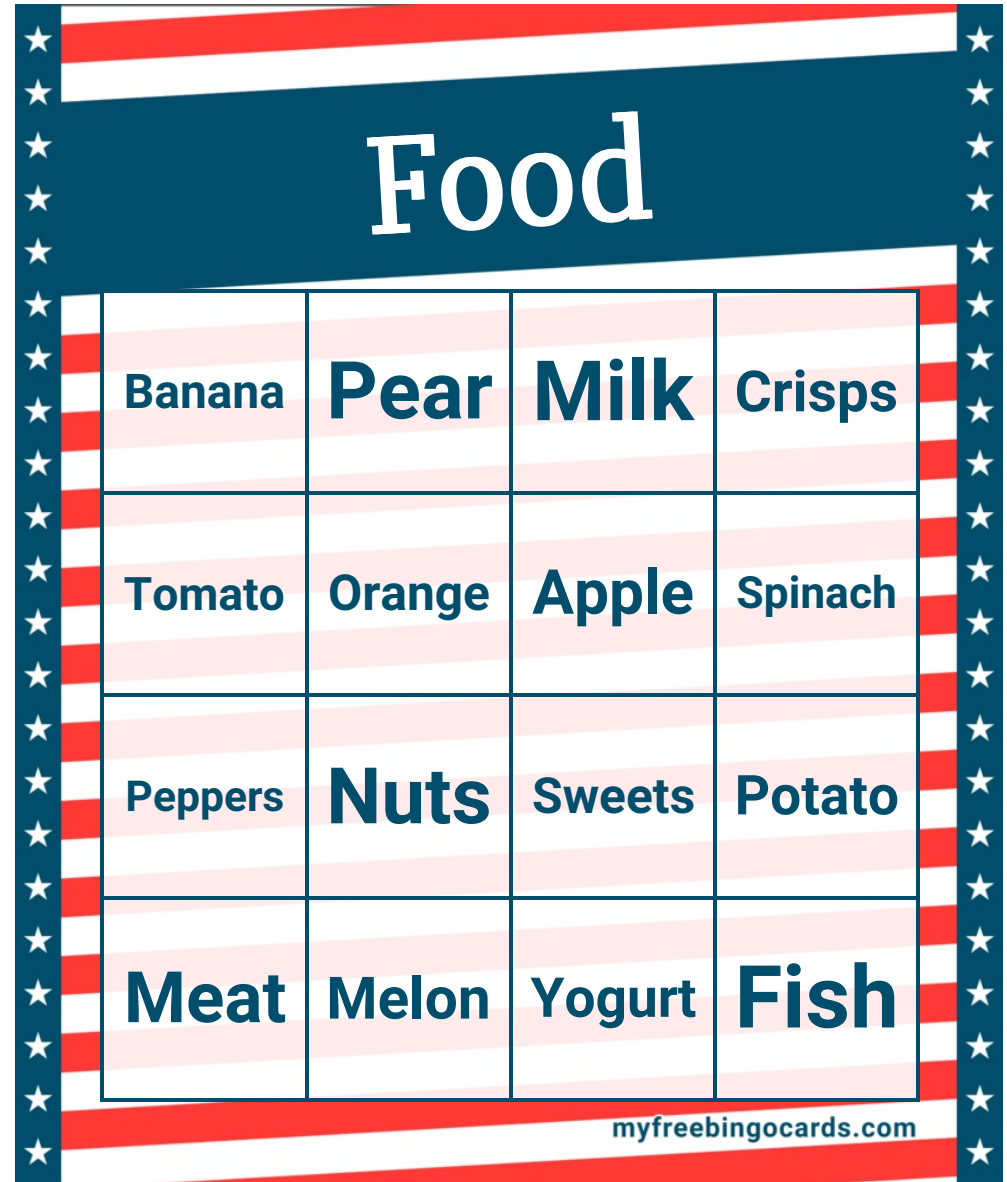 Food
Banana Pear Milk Crisps
Tomato Orange Apple Spinach
Peppers Nuts Sweets Potato
Meat Melon Yogurt Fish
myfreebingocards.com